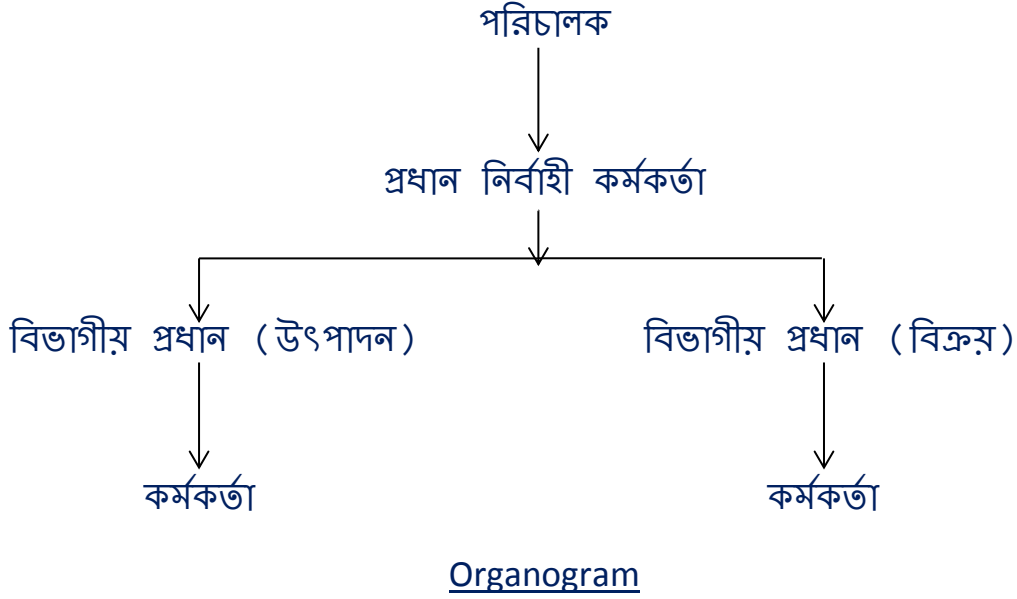 পরিচালক
প্রধান নির্বাহী কর্মকর্তা
বিভাগীয় প্রধান (উৎপাদন) বিভাগীয় প্রধান (বিক্রয়)
কর্মকর্তা কর্মকর্তা
Organogram